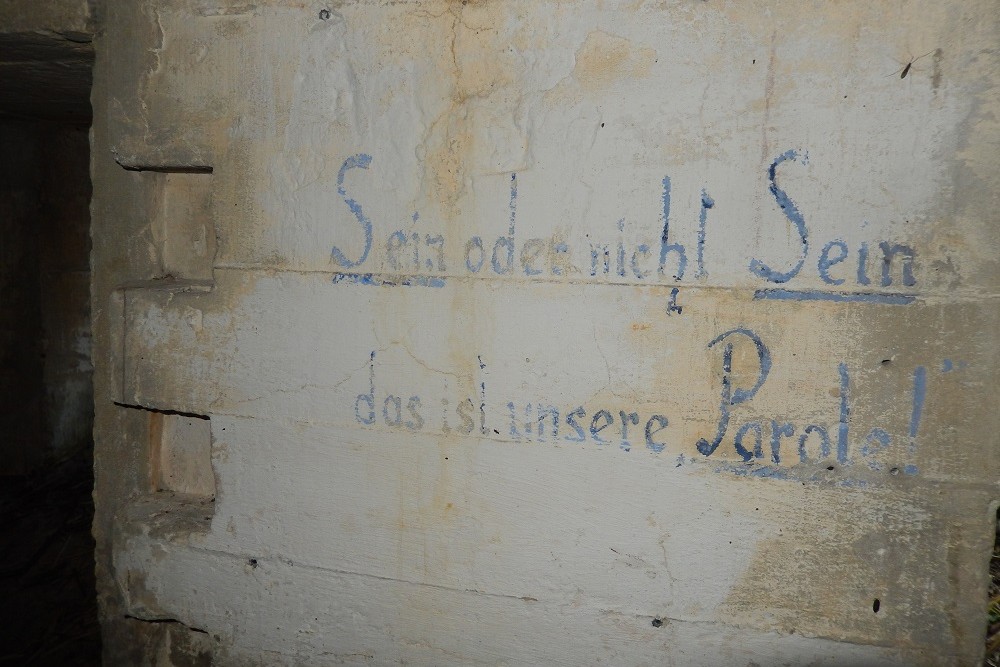 Sein oder nicht Sein
das ist unsere Parole!"